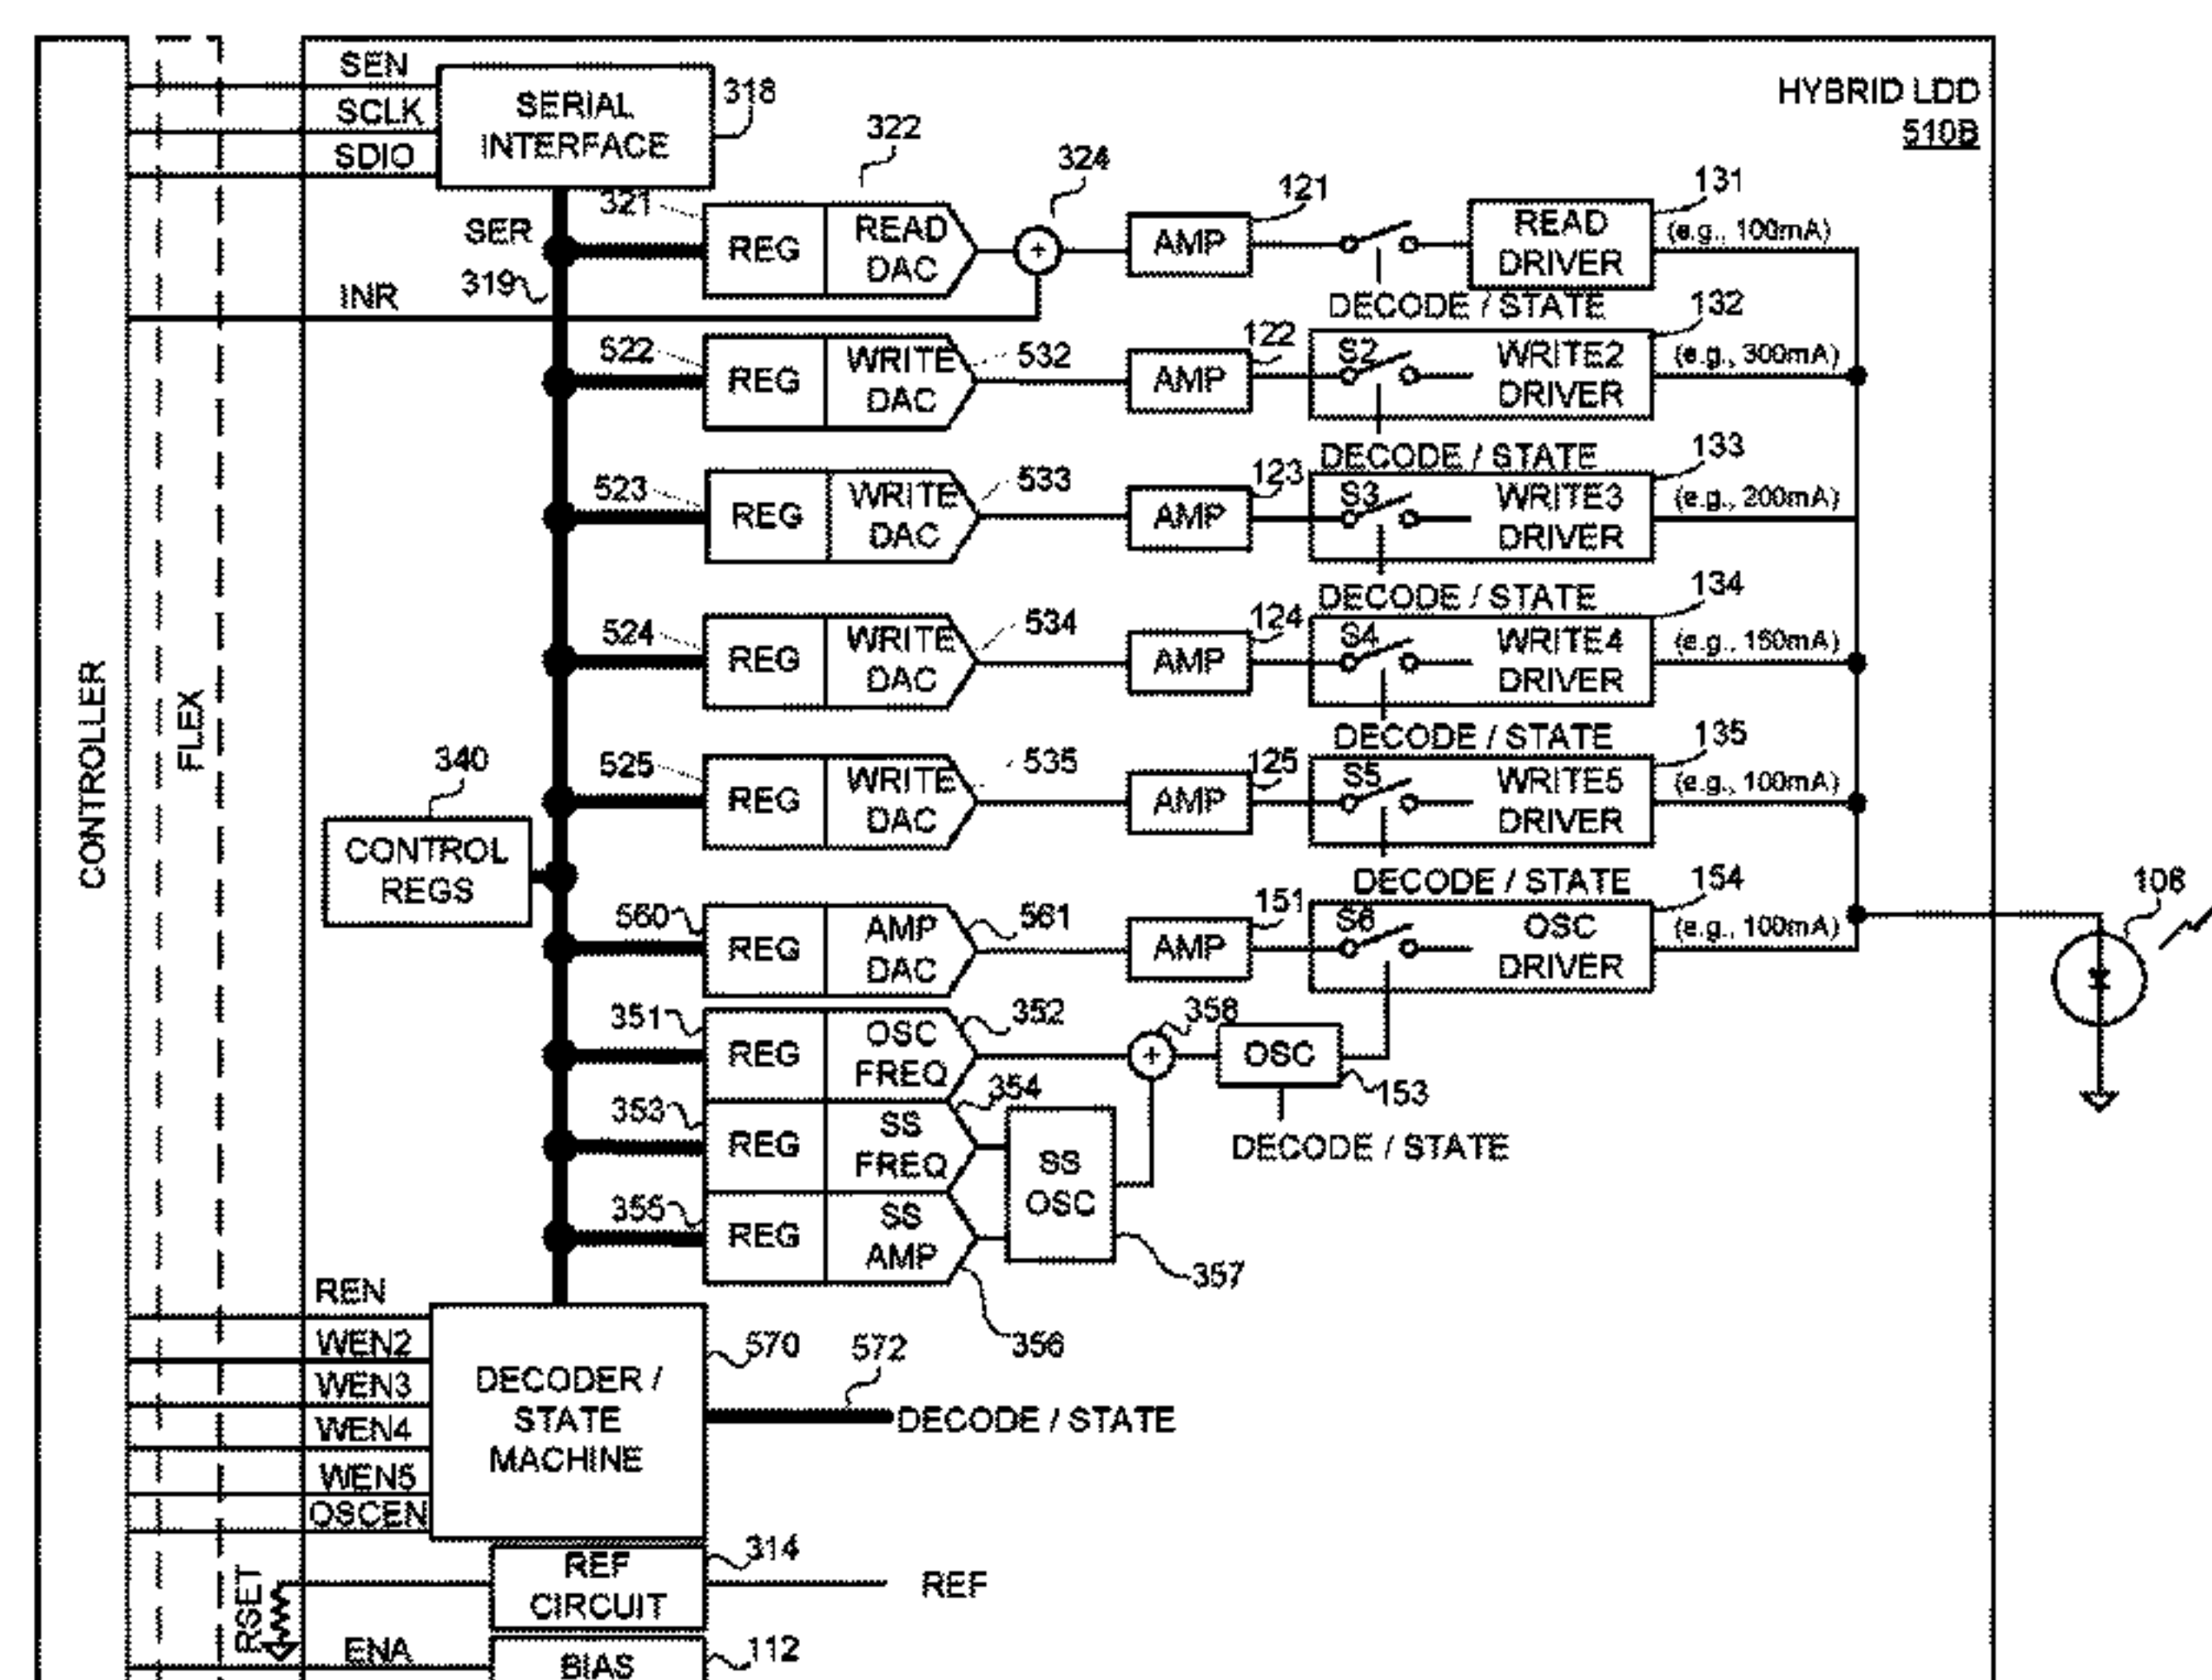 SEN
SCLK
SDIO
SERIAL
INTERFACE
318
HYBRID LDD
510B
322
324
321
SER
319
INR
REG
READ
DAC
+
121
AMP
131
READ
DRIVER
(e.g., 100mA)
DECODE / STATE
522
REG
WRITE
DAC
532
122
AMP
S2
WRITE2
DRIVER
132
(e.g., 300mA)
DECODE / STATE
523
REG
WRITE
DAC
533
123
AMP
S3
WRITE3
DRIVER
133
(e.g., 200mA)
DECODE / STATE
524
REG
WRITE
DAC
534
124
AMP
S4
WRITE4
DRIVER
134
(e.g., 150mA)
DECODE / STATE
525
REG
WRITE
DAC
535
125
AMP
S5
WRITE5
DRIVER
135
(e.g., 100mA)
DECODE / STATE
CONTROLLER
FLEX
340
CONTROL
REGS
560
REG
AMP
DAC
561
151
AMP
S6
OSC
DRIVER
154
(e.g., 100mA)
106
351
REG
OSC
FREQ
352
358
+
OSC
153
DECODE / STATE
353
REG
SS
FREQ
354
SS
OSC
357
355
REG
SS
AMP
356
REN
WEN2
WEN3
WEN4
WEN5
OSCEN
DECODER /
STATE
MACHINE
570
572
DECODE / STATE
RSET
REF
CIRCUIT
314
REF
ENA
BIAS
112